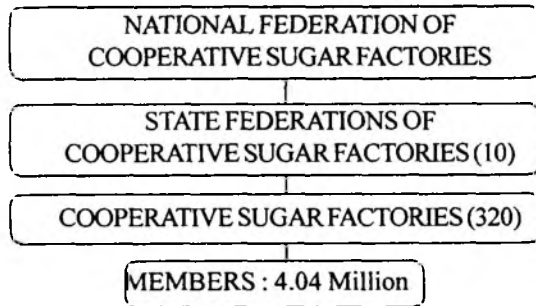 NATIONAL FEDERATION OF
COOPERATIVE SUGAR FACTORIES
STATE FEDERATIONS OF
COOPERATIVE SUGAR FACTORIES (10)
COOPERATIVE SUGAR FACTORIES (320)
MEMBERS : 4.04 Million